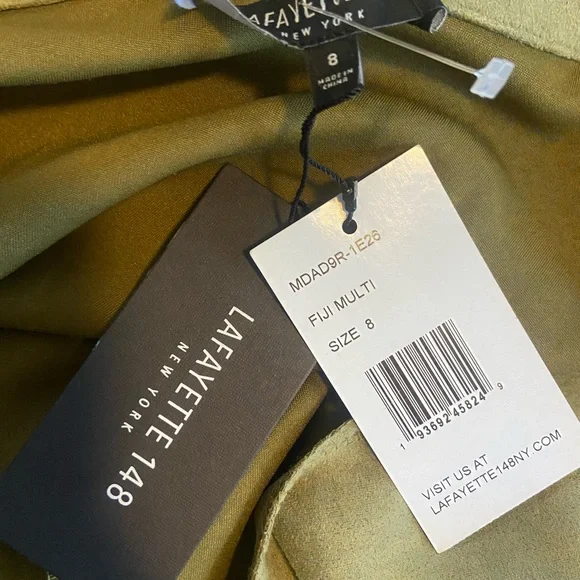 LAFAYETTE
NEW YORK
8
MADE IN
CHINA
LAFAYETTE 148
NEW YORK
MDAD9R-1E26
FIJI MULTI
SIZE 8
1 93692 45824 9
VISIT US AT
LAFAYETTE148NY.COM